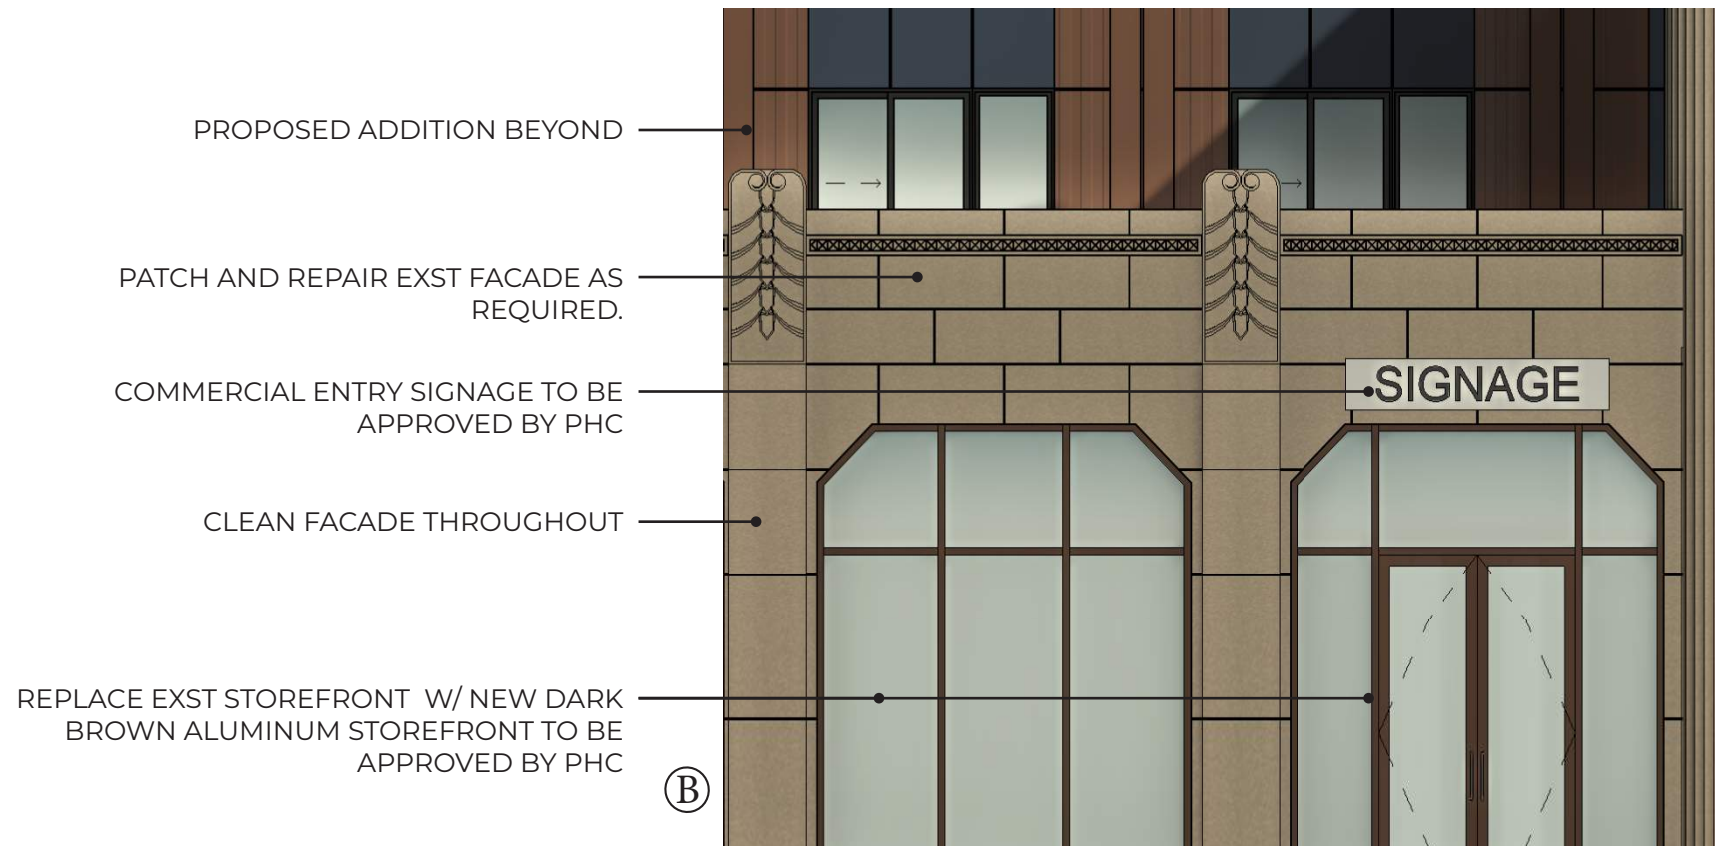 PROPOSED ADDITION BEYOND
PATCH AND REPAIR EXST FACADE AS
REQUIRED.
COMMERCIAL ENTRY SIGNAGE TO BE
APPROVED BY PHC
SIGNAGE
CLEAN FACADE THROUGHOUT
REPLACE EXST STOREFRONT W/ NEW DARK
BROWN ALUMINUM STOREFRONT TO BE
APPROVED BY PHC
B